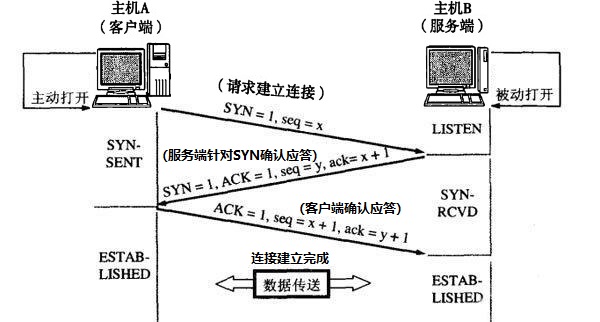 主机A
（客户端）
主机B
（服务端）
主动打开
（请求建立连接）
被动打开
SYN = 1, seq = x
LISTEN
SYN-
SENT
（服务端针对SYN确认应答）
SYN = 1, ACK = 1, seq = y, ack= x + 1
SYN-
RCVD
（客户端确认应答）
ACK = 1, seq = x + 1, ack = y + 1
ESTAB-
LISHED
连接建立完成
数据传送
ESTAB-
LISHED